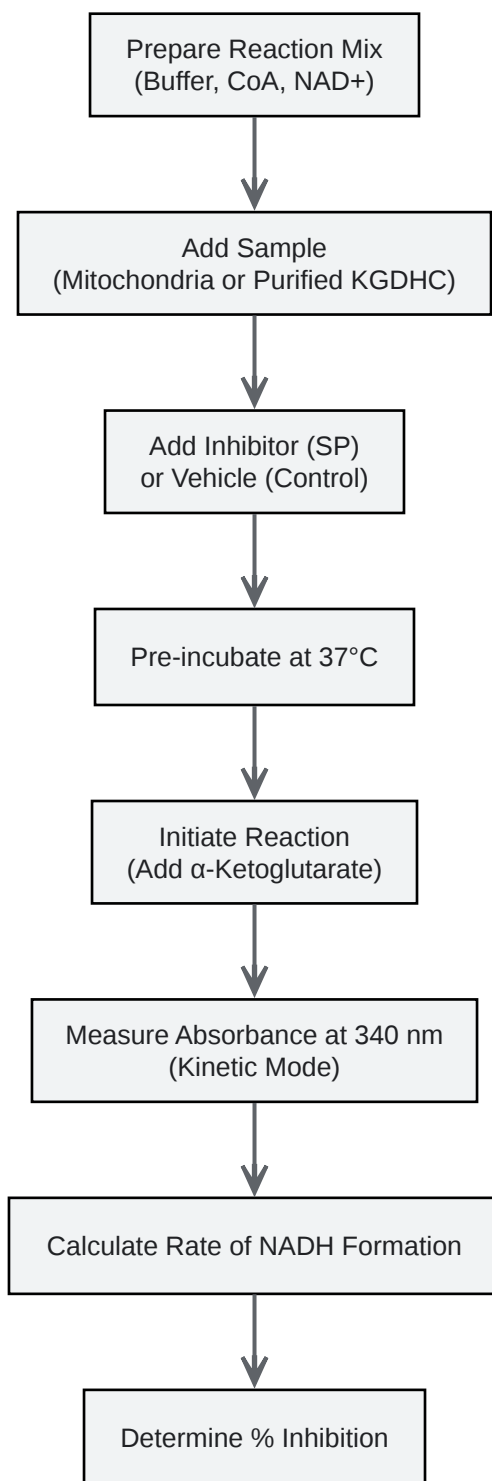 Prepare Reaction Mix
(Buffer, CoA, NAD+)
Add Sample
(Mitochondria or Purified KGDHC)
Add Inhibitor (SP)
or Vehicle (Control)
Pre-incubate at 37°C
Initiate Reaction
(Add α-Ketoglutarate)
Measure Absorbance at 340 nm
(Kinetic Mode)
Calculate Rate of NADH Formation
Determine % Inhibition